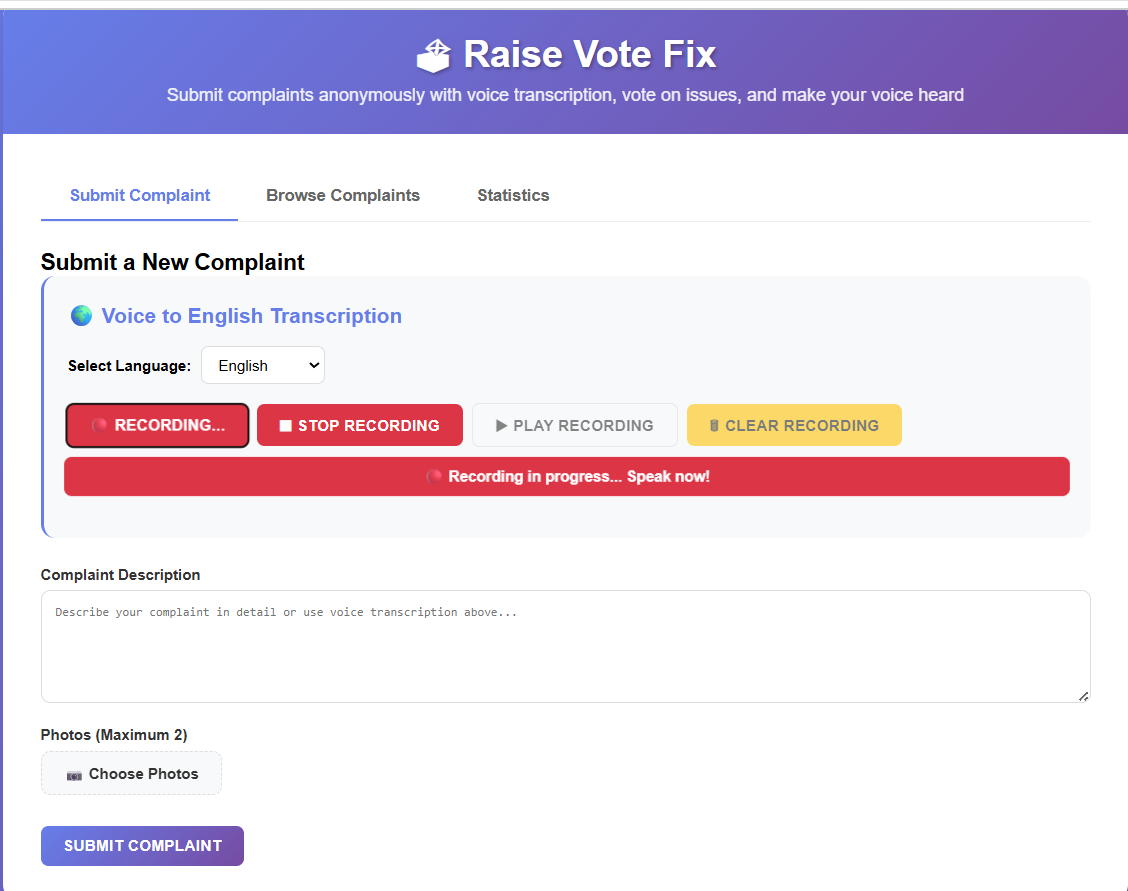 Raise Vote Fix
Submit complaints anonymously with voice transcription, vote on issues, and make your voice heard
Submit Complaint Browse Complaints Statistics
Submit a New Complaint
Voice to English Transcription
Select Language: English
RECORDING... STOP RECORDING PLAY RECORDING CLEAR RECORDING
Recording in progress... Speak now!
Complaint Description
Describe your complaint in detail or use voice transcription above...
Photos (Maximum 2)
Choose Photos
SUBMIT COMPLAINT